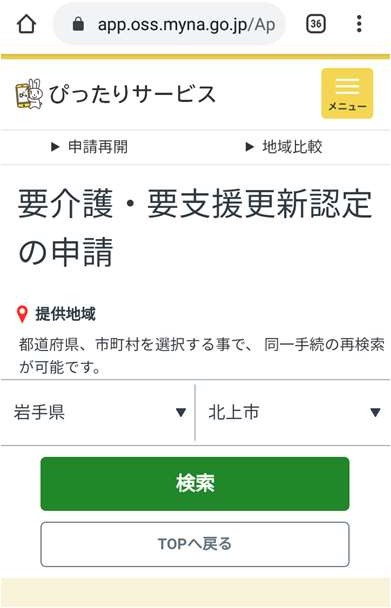 app.oss.myna.go.jp/Ap
36
ぴったりサービス
メニュー
▶ 申請再開
▶ 地域比較
要介護・要支援更新認定
の申請
提供地域
都道府県、市町村を選択する事で、 同一手続の再検索
が可能です。
岩手県 ▼
北上市 ▼
検索
TOPへ戻る